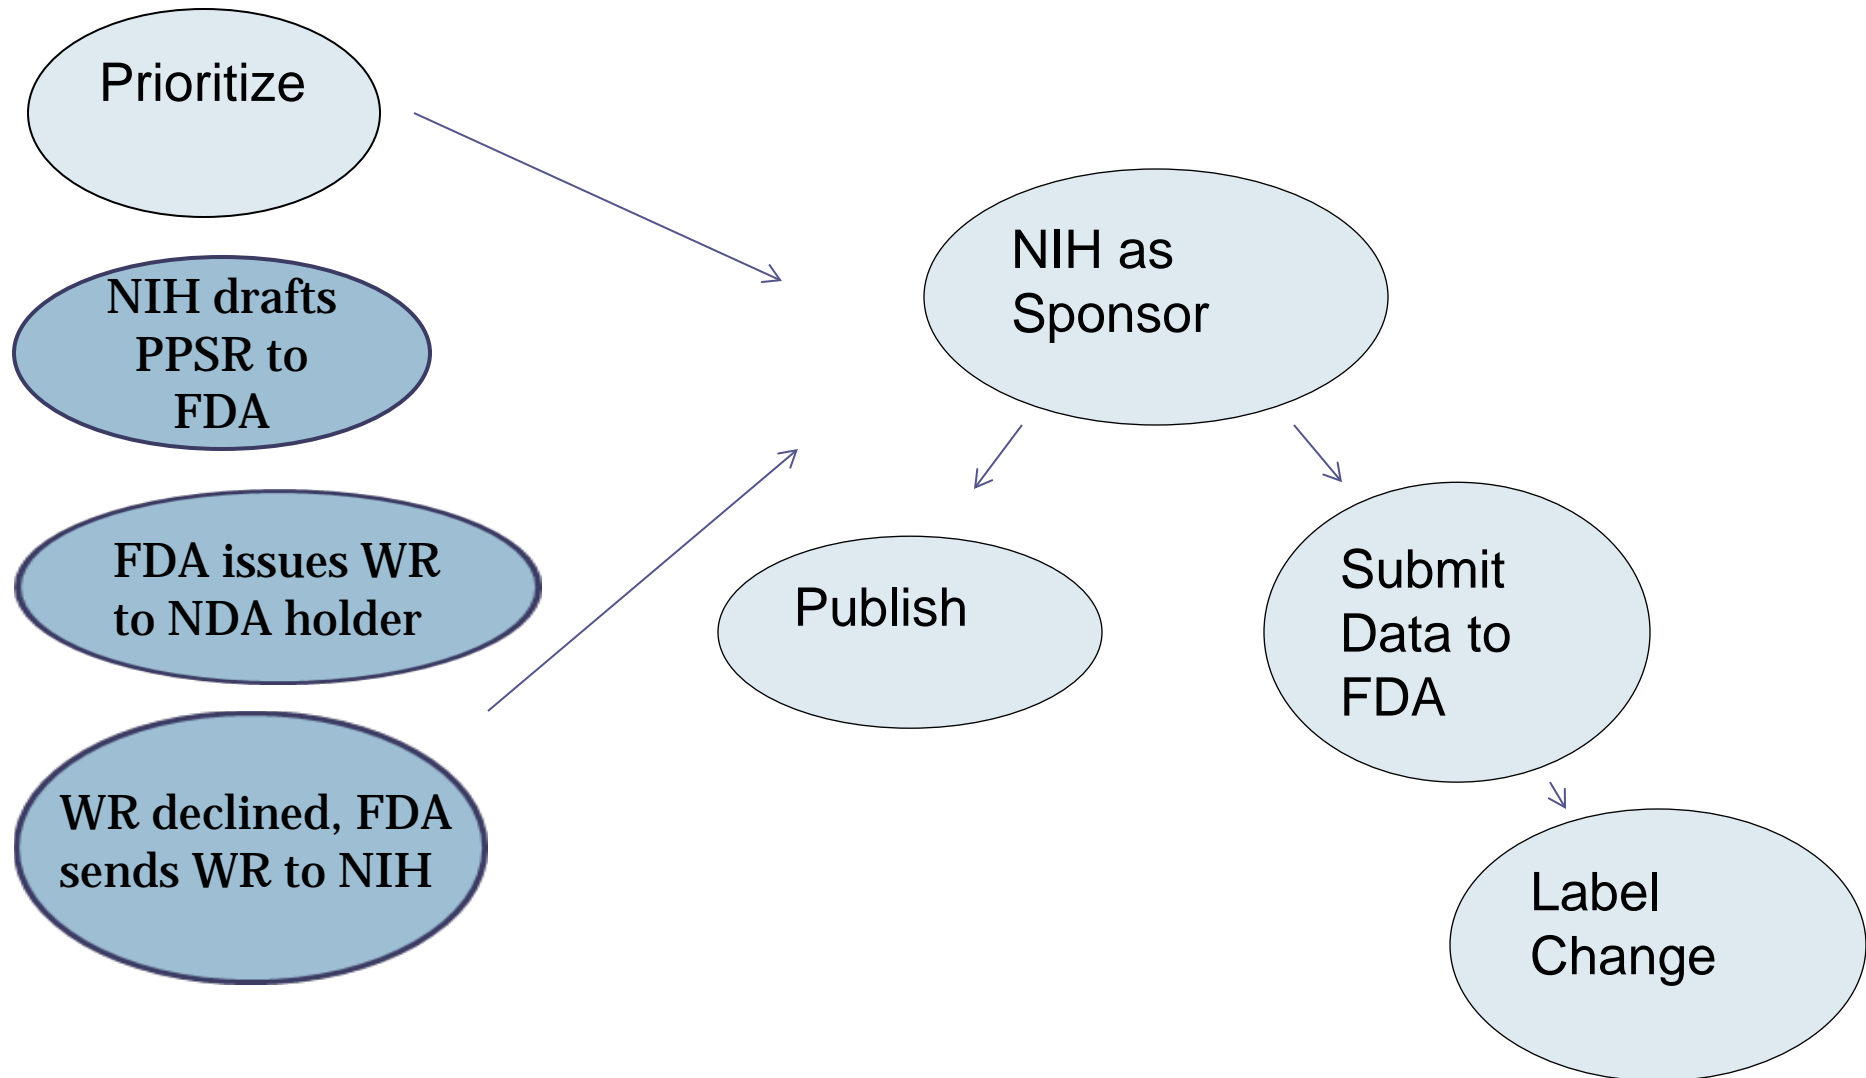 Prioritize
NIH drafts
PPSR to
FDA
FDA issues WR
to NDA holder
WR declined, FDA
sends WR to NIH
NIH as
Sponsor
Publish
Submit
Data to
FDA
Label
Change